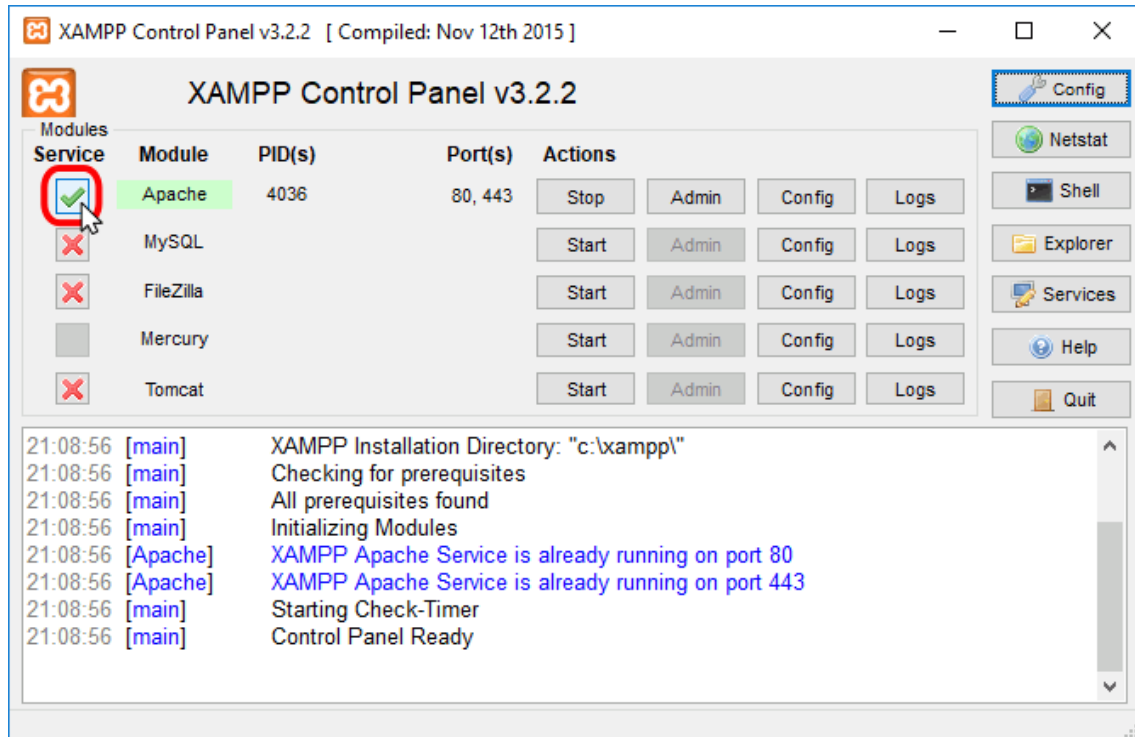 XAMPP Control Panel v3.2.2 [ Compiled: Nov 12th 2015 ]
XAMPP Control Panel v3.2.2
Config
Modules
Netstat
Service Module PID(s) Port(s) Actions
Apache 4036 80, 443 Stop Admin Config Logs
Shell
MySQL Start Admin Config Logs
Explorer
FileZilla Start Admin Config Logs
Services
Mercury Start Admin Config Logs
Help
Tomcat Start Admin Config Logs
Quit
21:08:56 [main] XAMPP Installation Directory: "c:\xampp\"
21:08:56 [main] Checking for prerequisites
21:08:56 [main] All prerequisites found
21:08:56 [main] Initializing Modules
21:08:56 [Apache] XAMPP Apache Service is already running on port 80
21:08:56 [Apache] XAMPP Apache Service is already running on port 443
21:08:56 [main] Starting Check-Timer
21:08:56 [main] Control Panel Ready